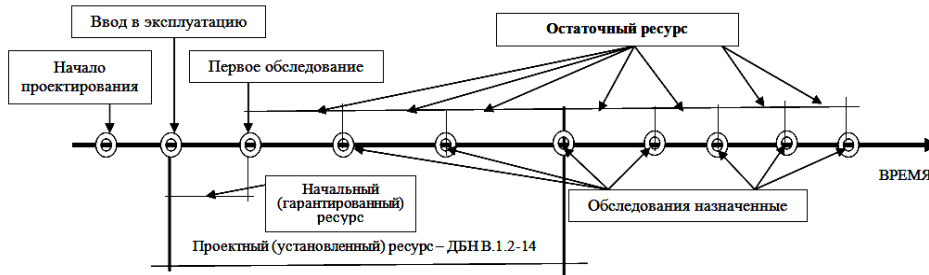 Ввод в эксплуатацию
Остаточный ресурс
Начало
проектирования
Первое обследование
ВРЕМЯ
Начальный
(гарантированный)
ресурс
Обследования назначенные
Проектный (установленный) ресурс – ДБН В.1.2-14